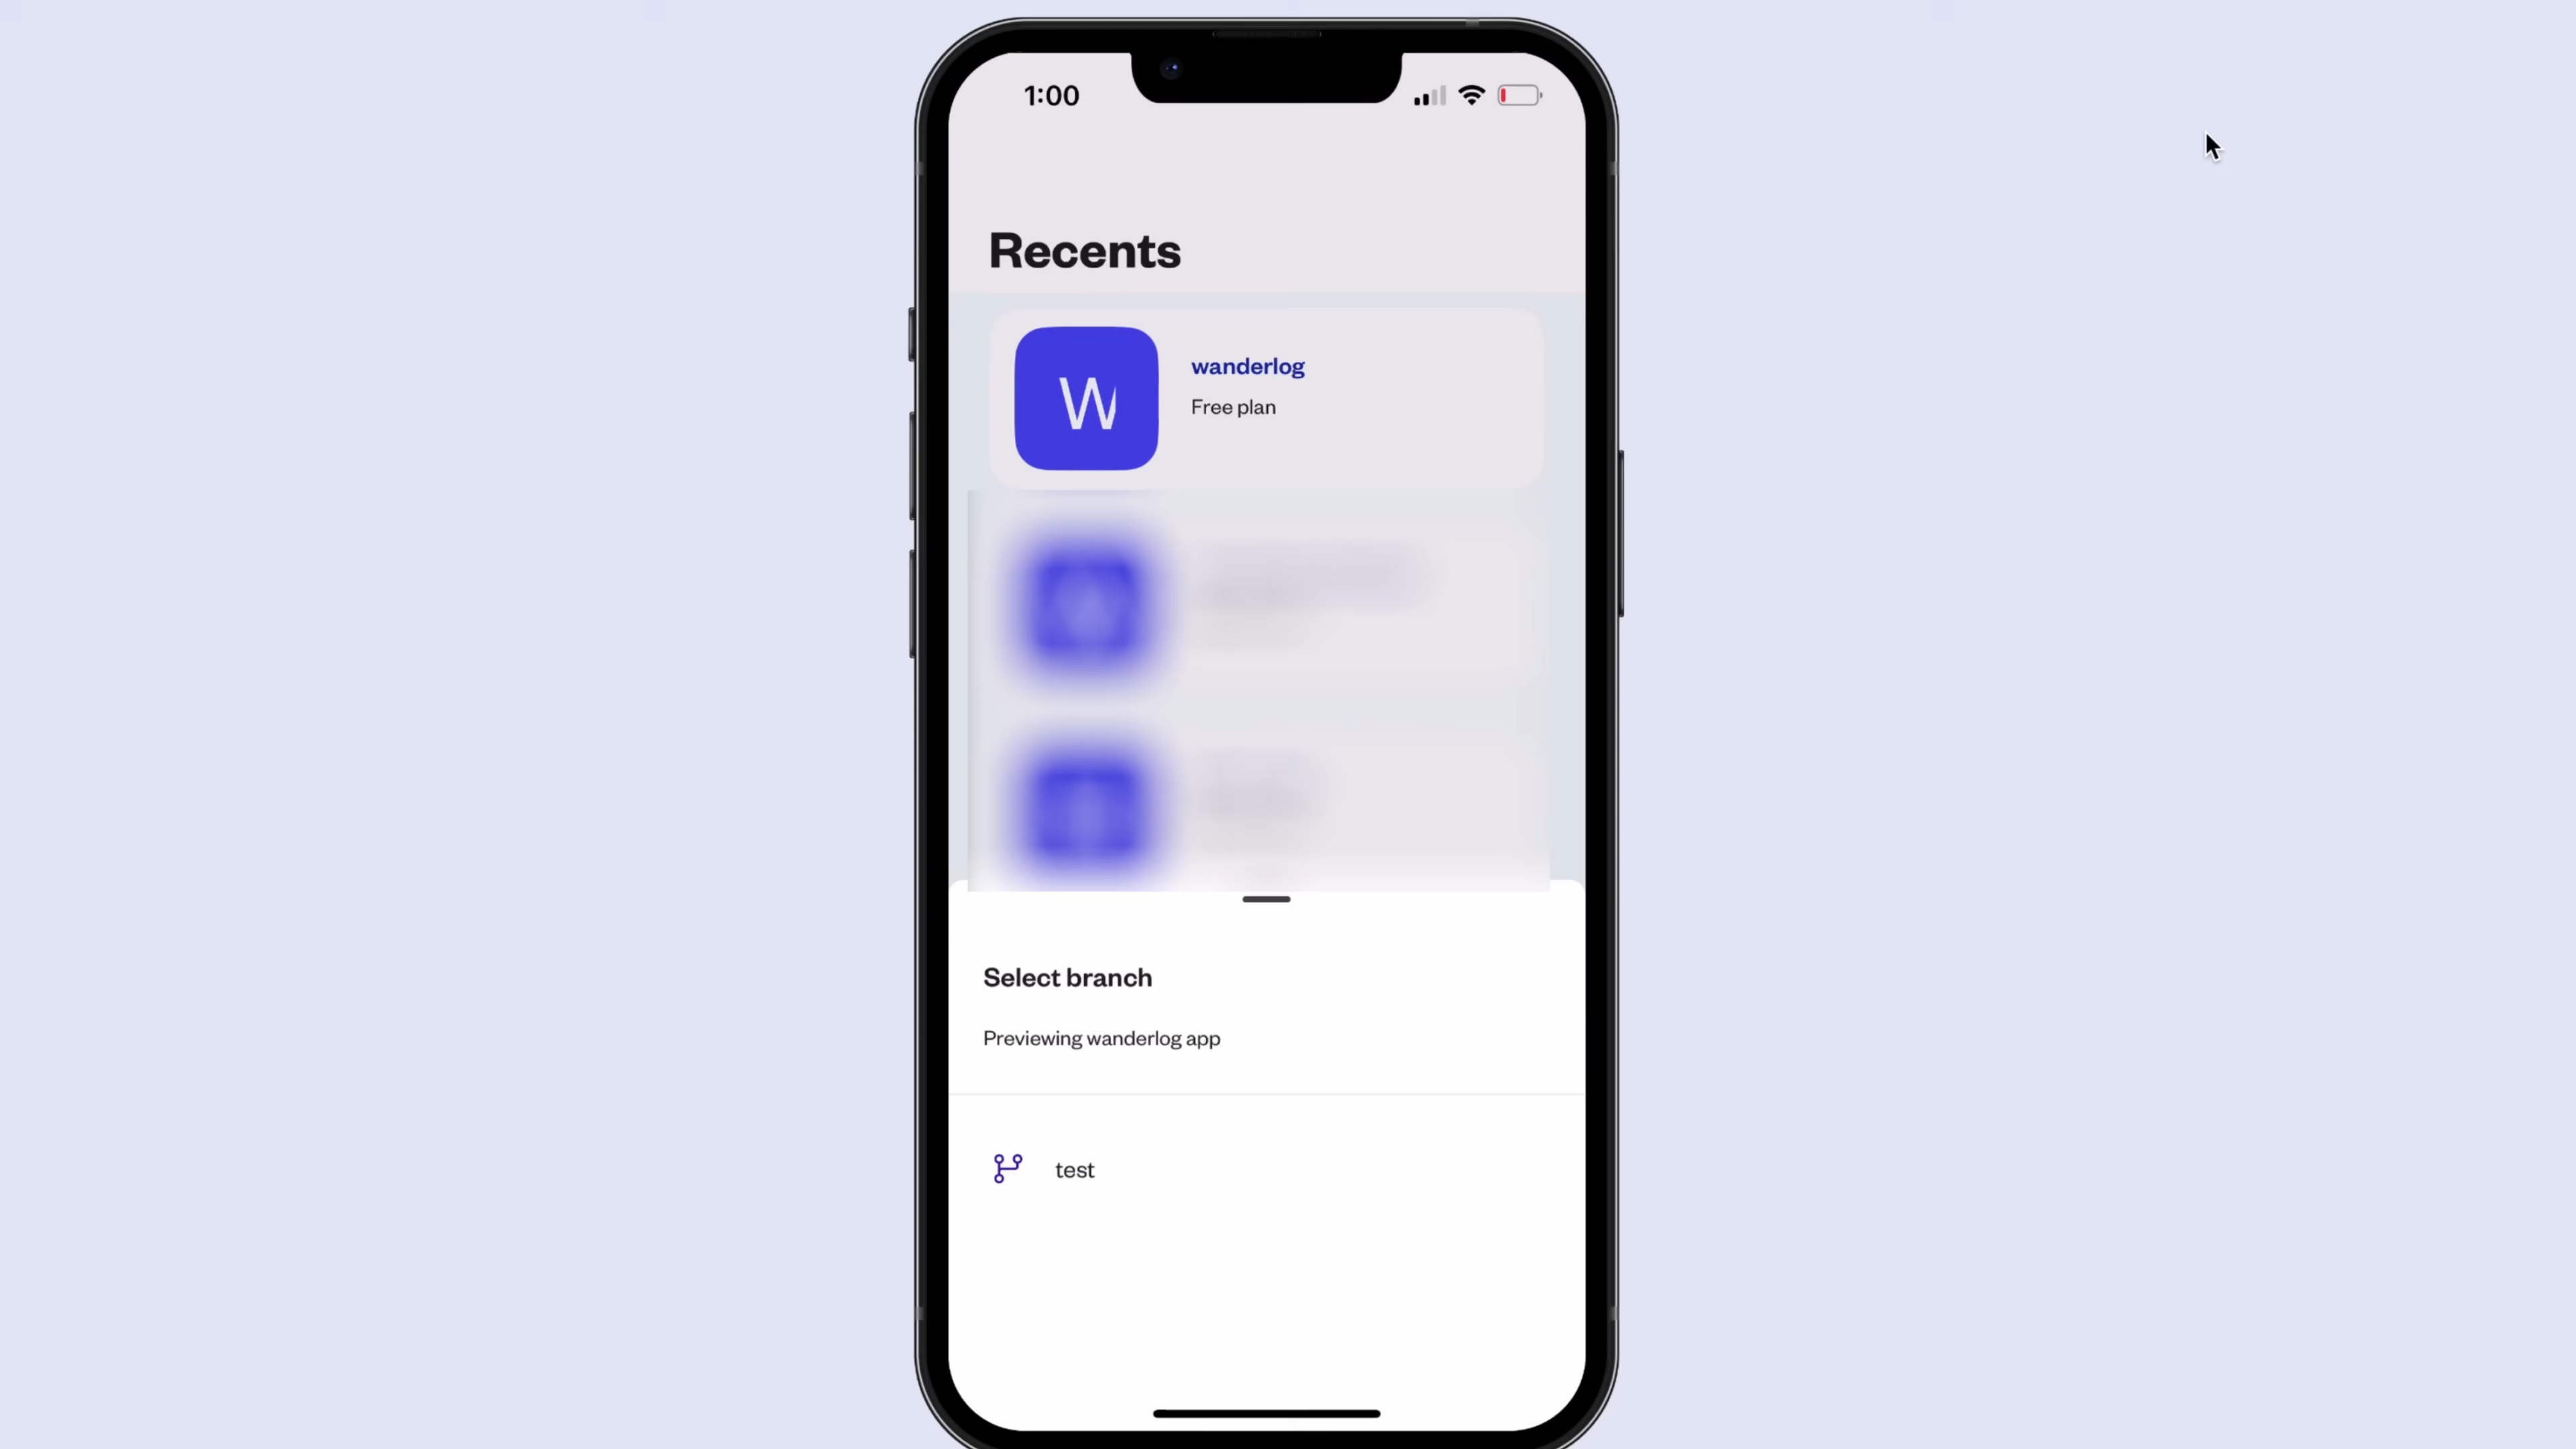 1:00
Recents
W
wanderlog
Free plan
Select branch
Previewing wanderlog app
test